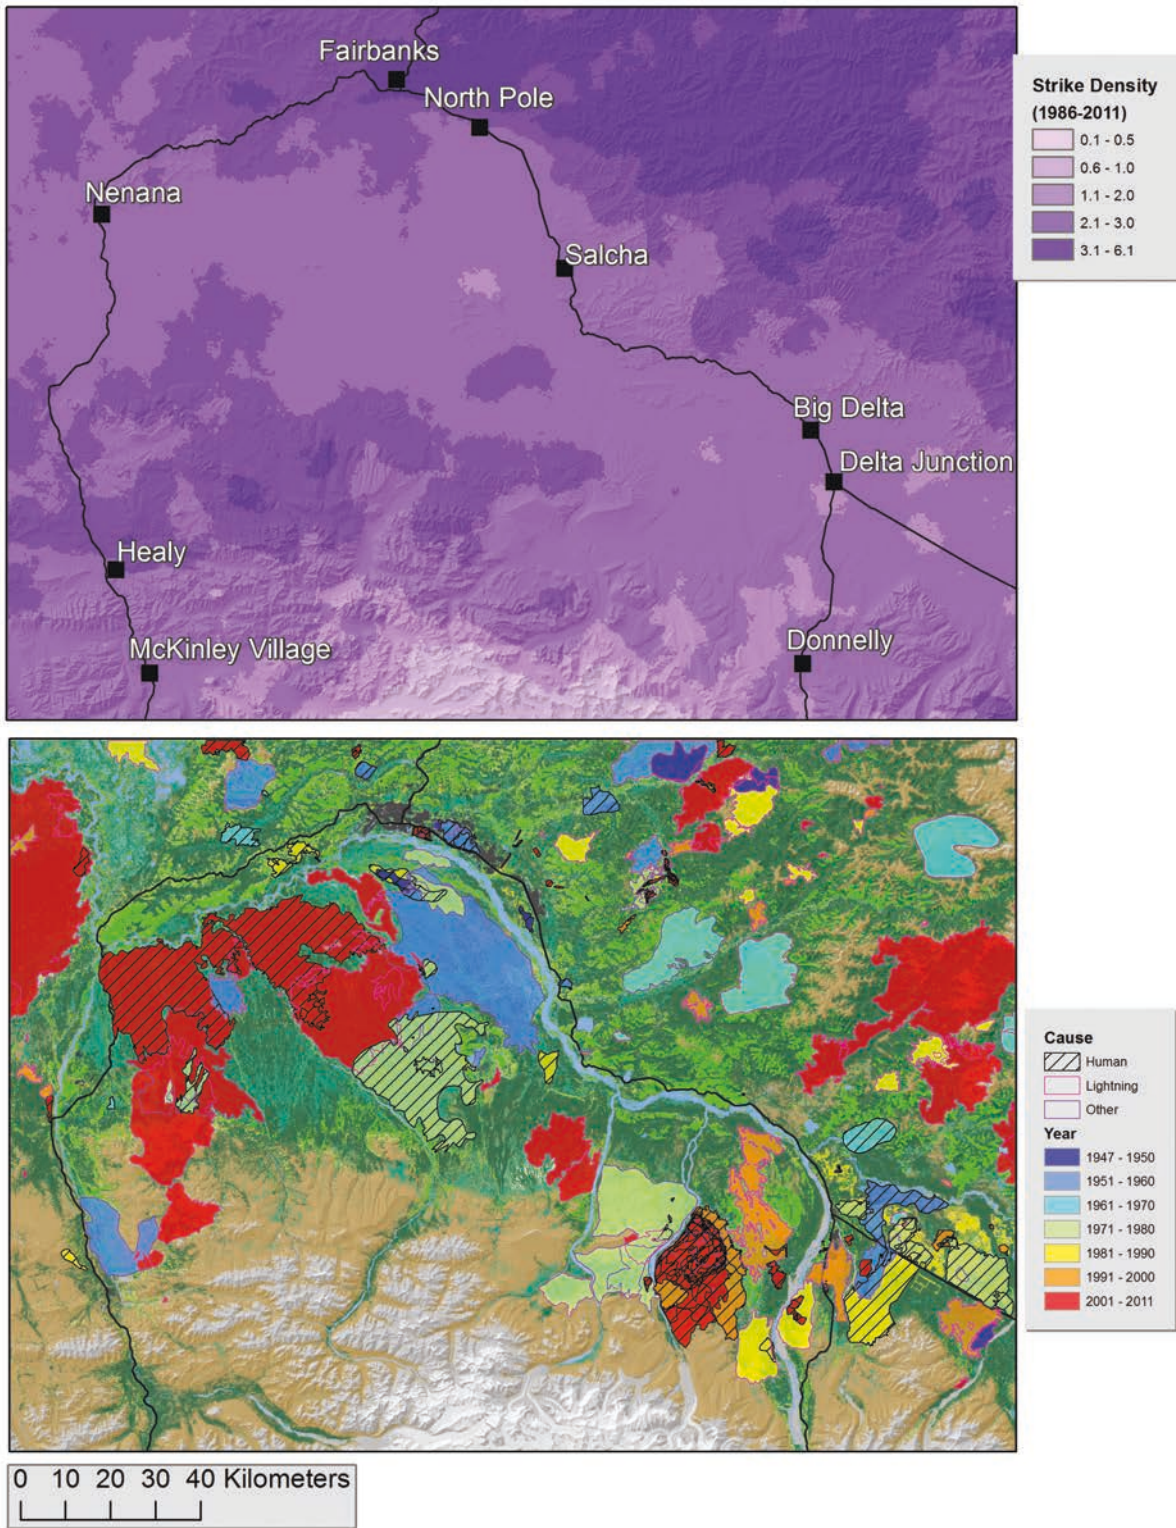 Fairbanks
North Pole
Nenana
Salcha
Big Delta
Delta Junction
Healy
McKinley Village
Donnelly
Strike Density
(1986-2011)
0.1 - 0.5
0.6 - 1.0
1.1 - 2.0
2.1 - 3.0
3.1 - 6.1
Cause
Human
Lightning
Other
Year
1947 - 1950
1951 - 1960
1961 - 1970
1971 - 1980
1981 - 1990
1991 - 2000
2001 - 2011
0 10 20 30 40 Kilometers